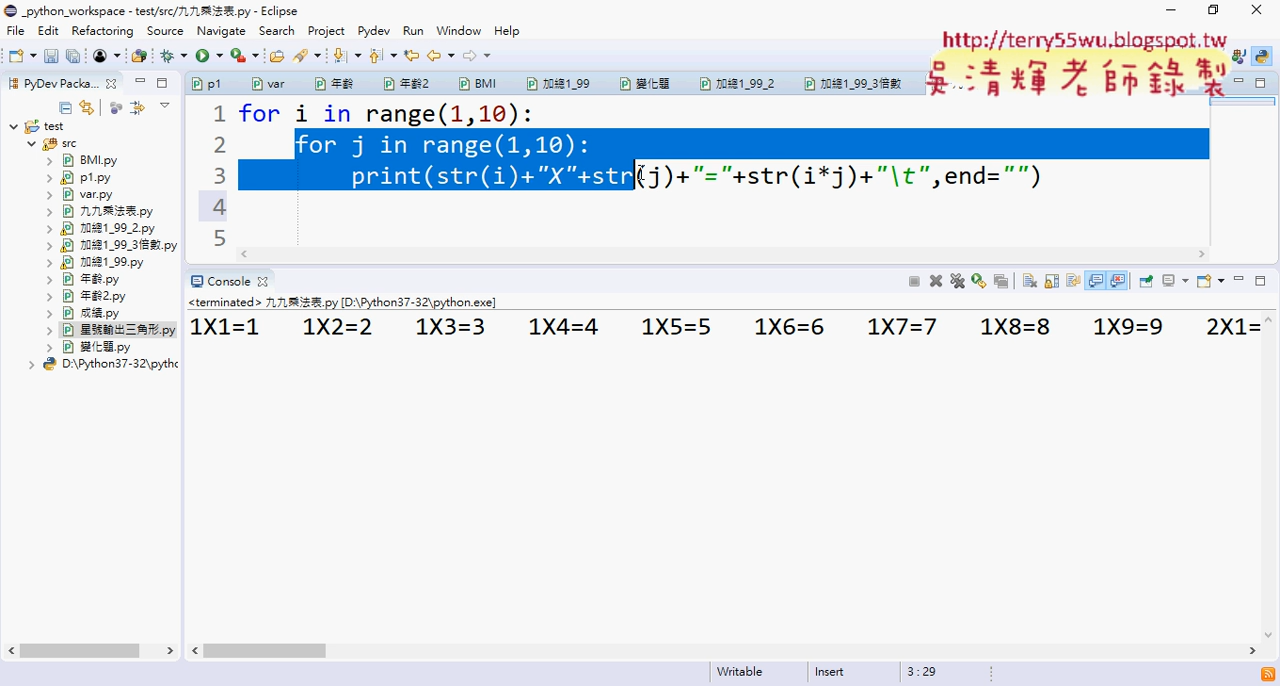 _python_workspace - test/src/九九乘法表.py - Eclipse
File Edit Refactoring Source Navigate Search Project Pydev Run Window Help
http://terry55wu.blogspot.tw
吳清輝老師錄製
PyDev Packa...
p1 var 年齡 年齡2 BMI 加總1_99 變化題 加總1_99_2 加總1_99_3倍數
test
src
BMI.py
p1.py
var.py
九九乘法表.py
加總1_99_2.py
加總1_99_3倍數.py
加總1_99.py
年齡.py
年齡2.py
成績.py
星號輸出三角形.py
變化題.py
D:\Python37-32\pytho
1 for i in range(1,10):
2 for j in range(1,10):
3 print(str(i)+"X"+str(j)+"="+str(i*j)+"\t",end="")
4
5
Console
<terminated> 九九乘法表.py [D:\Python37-32\python.exe]
1X1=1 1X2=2 1X3=3 1X4=4 1X5=5 1X6=6 1X7=7 1X8=8 1X9=9 2X1=
Writable Insert 3 : 29